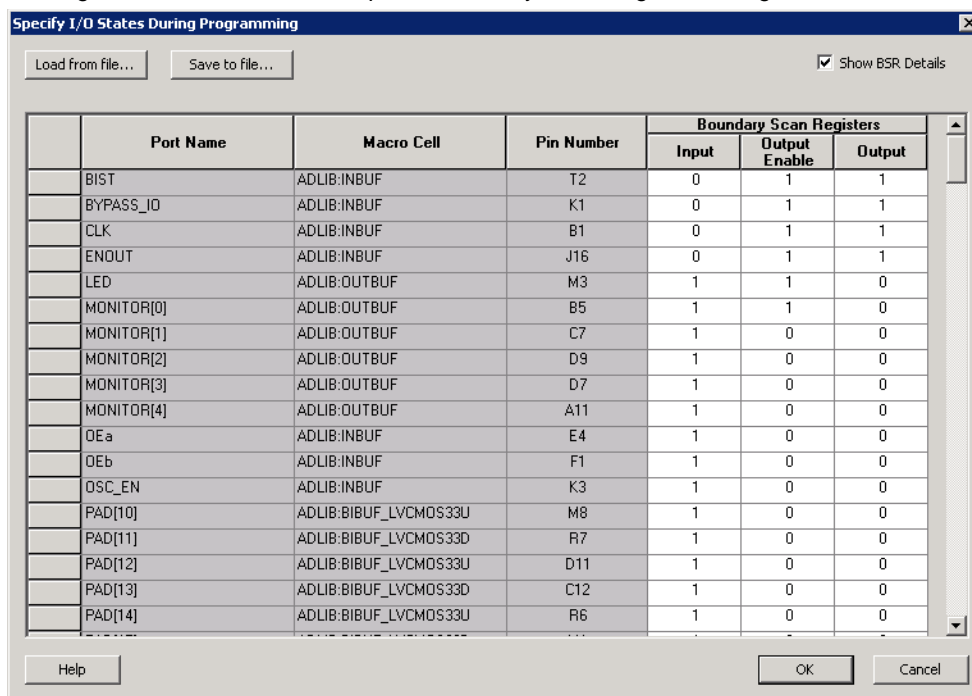 Specify I/O States During Programming
Load from file... Save to file... Show BSR Details
Port Name Macro Cell Pin Number Boundary Scan Registers
Input Output Enable Output
BIST ADLIB:INBUF T2 0 1 1
BYPASS_IO ADLIB:INBUF K1 0 1 1
CLK ADLIB:INBUF B1 0 1 1
ENOUT ADLIB:INBUF J16 0 1 1
LED ADLIB:OUTBUF M3 1 1 0
MONITOR[0] ADLIB:OUTBUF B5 1 1 0
MONITOR[1] ADLIB:OUTBUF C7 1 0 0
MONITOR[2] ADLIB:OUTBUF D9 1 0 0
MONITOR[3] ADLIB:OUTBUF D7 1 0 0
MONITOR[4] ADLIB:OUTBUF A11 1 0 0
OEa ADLIB:INBUF E4 1 0 0
OEb ADLIB:INBUF F1 1 0 0
OSC_EN ADLIB:INBUF K3 1 0 0
PAD[10] ADLIB:BIBUF_LVCMOS33U M8 1 0 0
PAD[11] ADLIB:BIBUF_LVCMOS33D R7 1 0 0
PAD[12] ADLIB:BIBUF_LVCMOS33U D11 1 0 0
PAD[13] ADLIB:BIBUF_LVCMOS33D C12 1 0 0
PAD[14] ADLIB:BIBUF_LVCMOS33U R6 1 0 0
Help OK Cancel